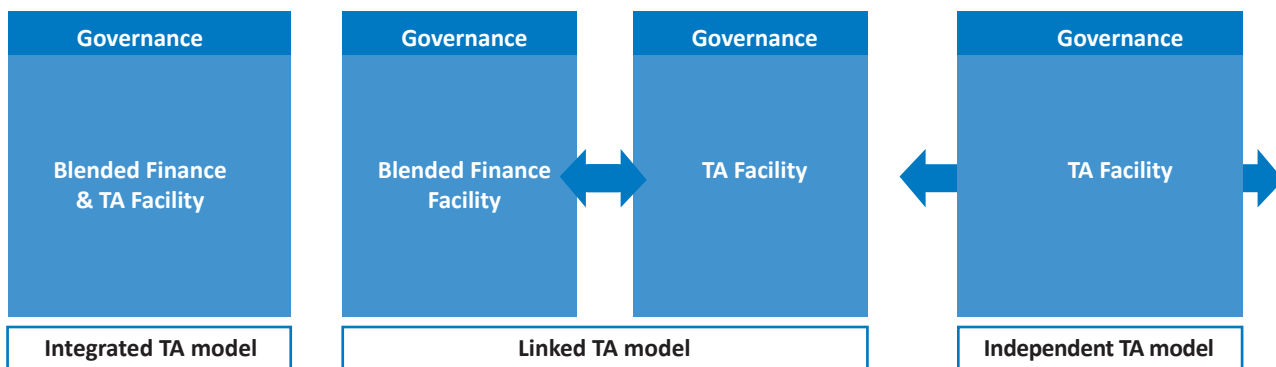 Governance
Blended Finance
& TA Facility
Integrated TA model
Governance
Blended Finance
Facility
Governance
TA Facility
Linked TA model
Governance
TA Facility
Independent TA model